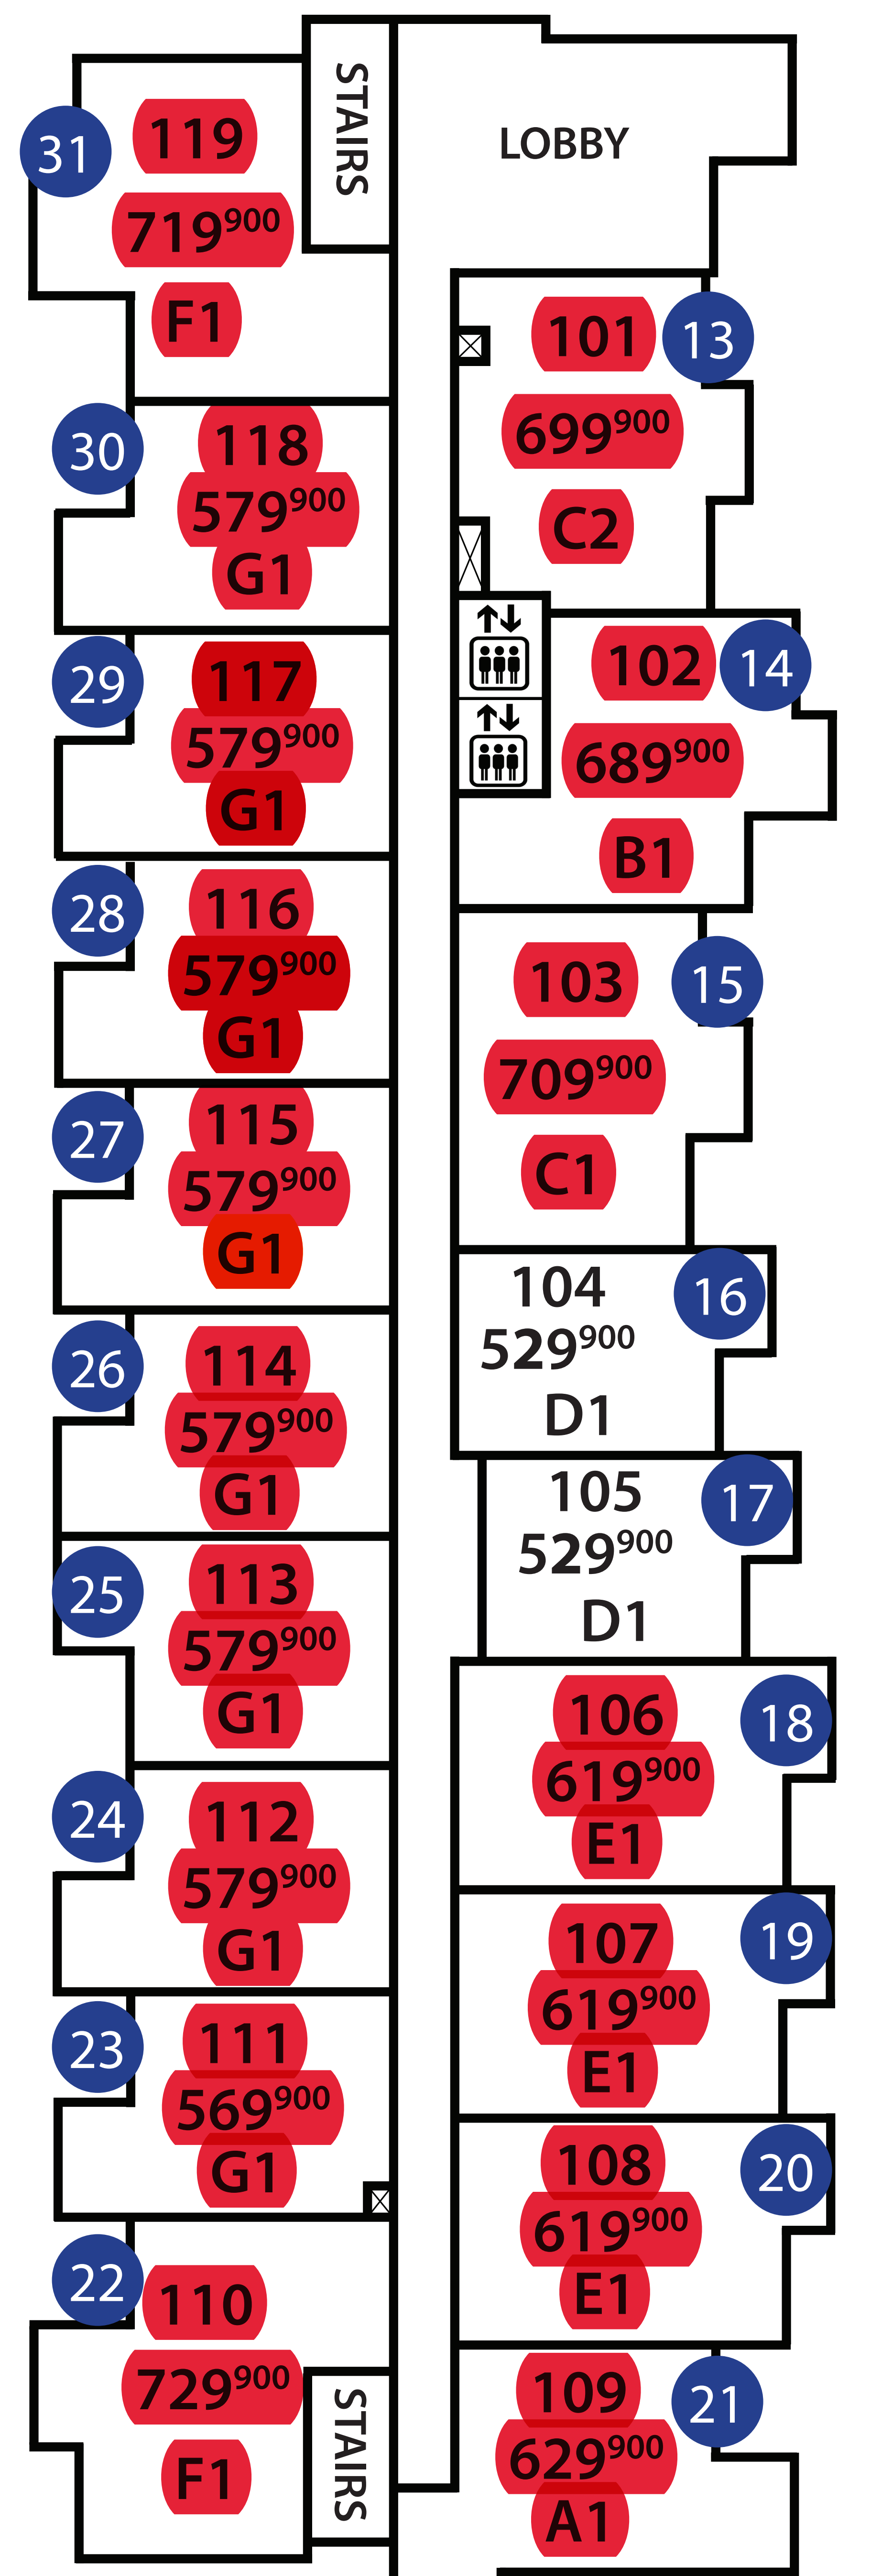 STAIRS
LOBBY
31
119
719900
F1
101
13
699900
C2
30
118
579900
G1
102
14
689900
B1
29
117
579900
G1
28
116
579900
G1
103
15
709900
C1
27
115
579900
G1
104
16
529900
D1
26
114
579900
G1
105
17
529900
D1
25
113
579900
G1
106
18
619900
E1
24
112
579900
G1
107
19
619900
E1
23
111
569900
G1
108
20
619900
E1
22
110
729900
F1
STAIRS
109
21
629900
A1